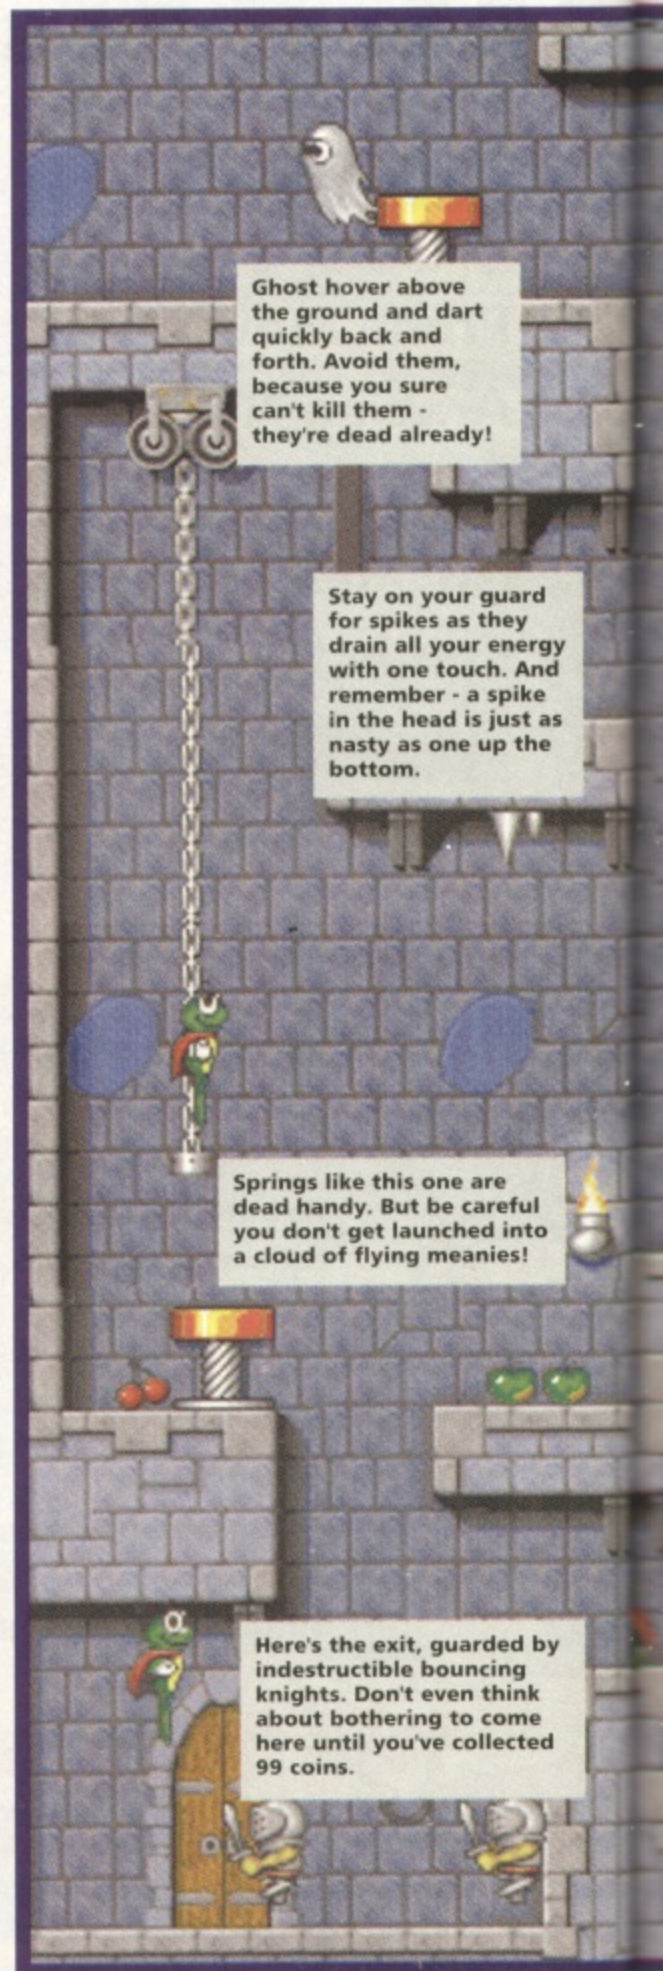 Ghost hover above
the ground and dart
quickly back and
forth. Avoid them,
because you sure
can't kill them -
they're dead already!
Stay on your guard
for spikes as they
drain all your energy
with one touch. And
remember - a spike
in the head is just as
nasty as one up the
bottom.
Springs like this one are
dead handy. But be careful
you don't get launched into
a cloud of flying meanies!
Here's the exit, guarded by
indestructible bouncing
knights. Don't even think
about bothering to come
here until you've collected
99 coins.